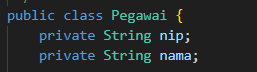 public class Pegawai {
    private String nip;
    private String nama;